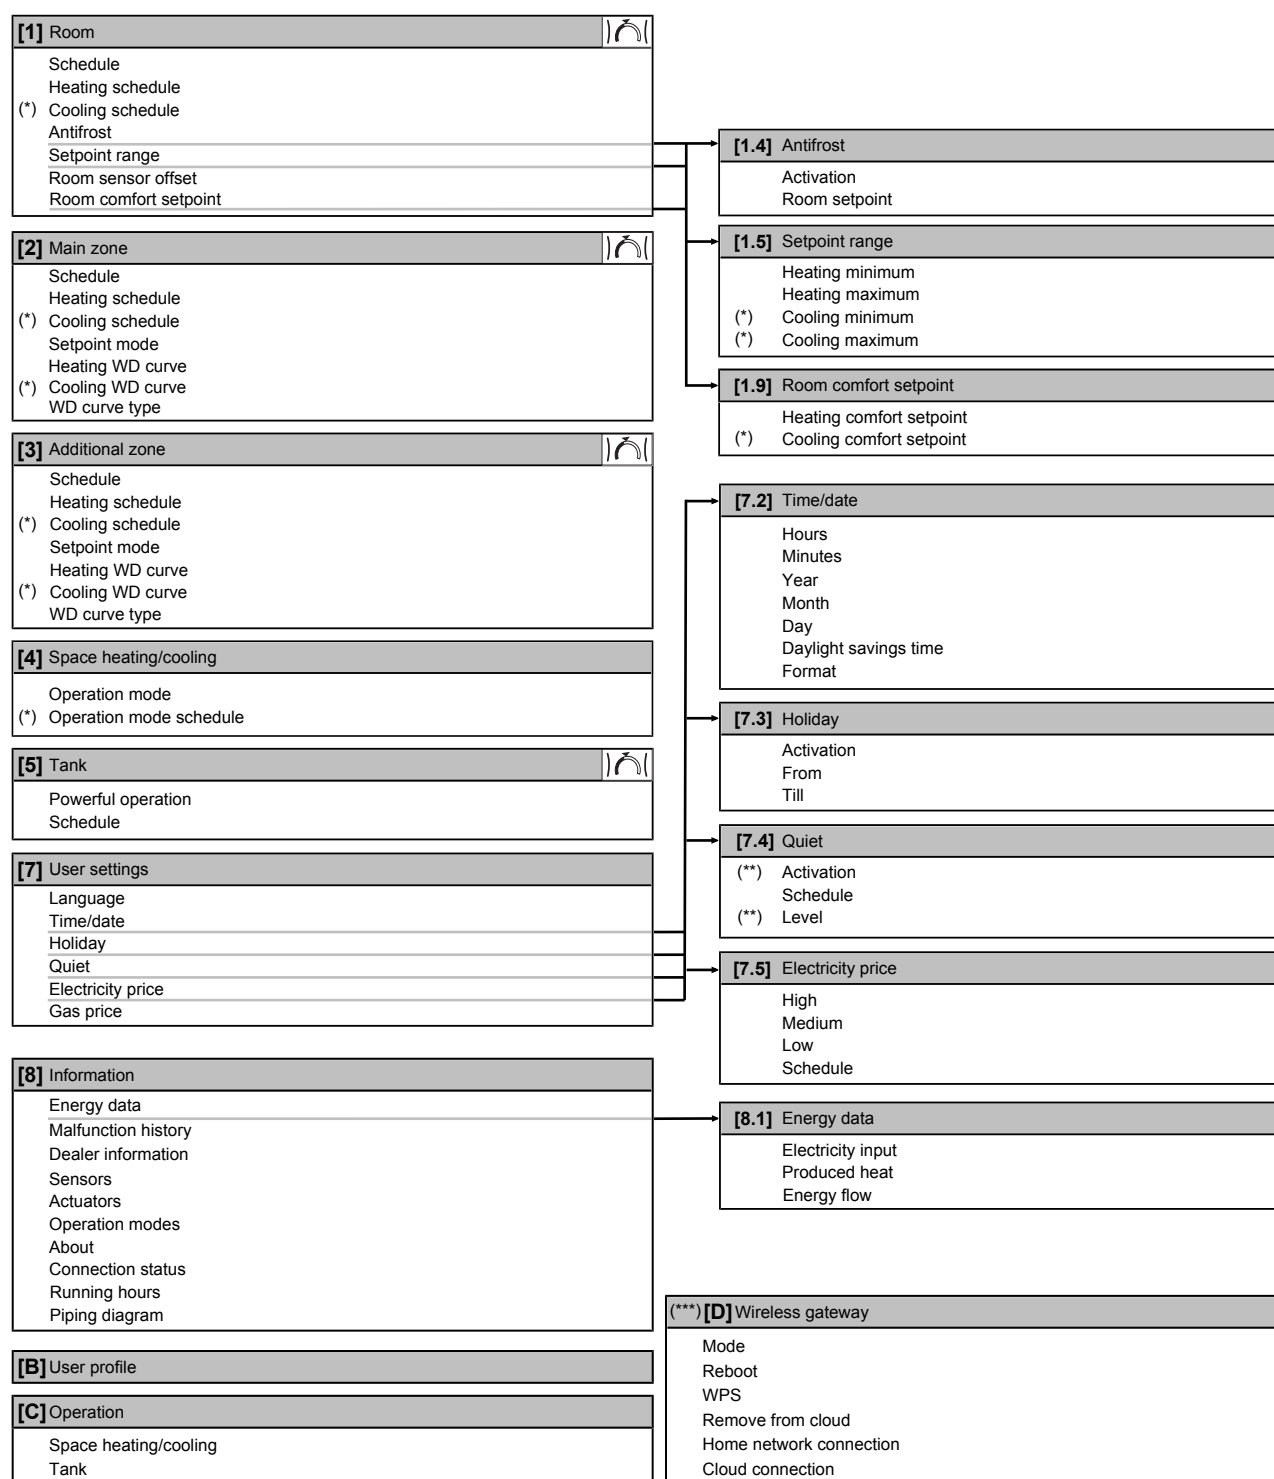 [1] Room
Schedule
Heating schedule
(*) Cooling schedule
Antifrost
Setpoint range
Room sensor offset
Room comfort setpoint
[2] Main zone
Schedule
Heating schedule
(*) Cooling schedule
Setpoint mode
Heating WD curve
(*) Cooling WD curve
WD curve type
[3] Additional zone
Schedule
Heating schedule
(*) Cooling schedule
Setpoint mode
Heating WD curve
(*) Cooling WD curve
WD curve type
[4] Space heating/cooling
Operation mode
(*) Operation mode schedule
[5] Tank
Powerful operation
Schedule
[7] User settings
Language
Time/date
Holiday
Quiet
Electricity price
Gas price
[8] Information
Energy data
Malfunction history
Dealer information
Sensors
Actuators
Operation modes
About
Connection status
Running hours
Piping diagram
[B] User profile
[C] Operation
Space heating/cooling
Tank
[1.4] Antifrost
Activation
Room setpoint
[1.5] Setpoint range
Heating minimum
Heating maximum
(*) Cooling minimum
(*) Cooling maximum
[1.9] Room comfort setpoint
Heating comfort setpoint
(*) Cooling comfort setpoint
[7.2] Time/date
Hours
Minutes
Year
Month
Day
Daylight savings time
Format
[7.3] Holiday
Activation
From
Till
[7.4] Quiet
(**) Activation
Schedule
(**) Level
[7.5] Electricity price
High
Medium
Low
Schedule
[8.1] Energy data
Electricity input
Produced heat
Energy flow
(***) [D] Wireless gateway
Mode
Reboot
WPS
Remove from cloud
Home network connection
Cloud connection